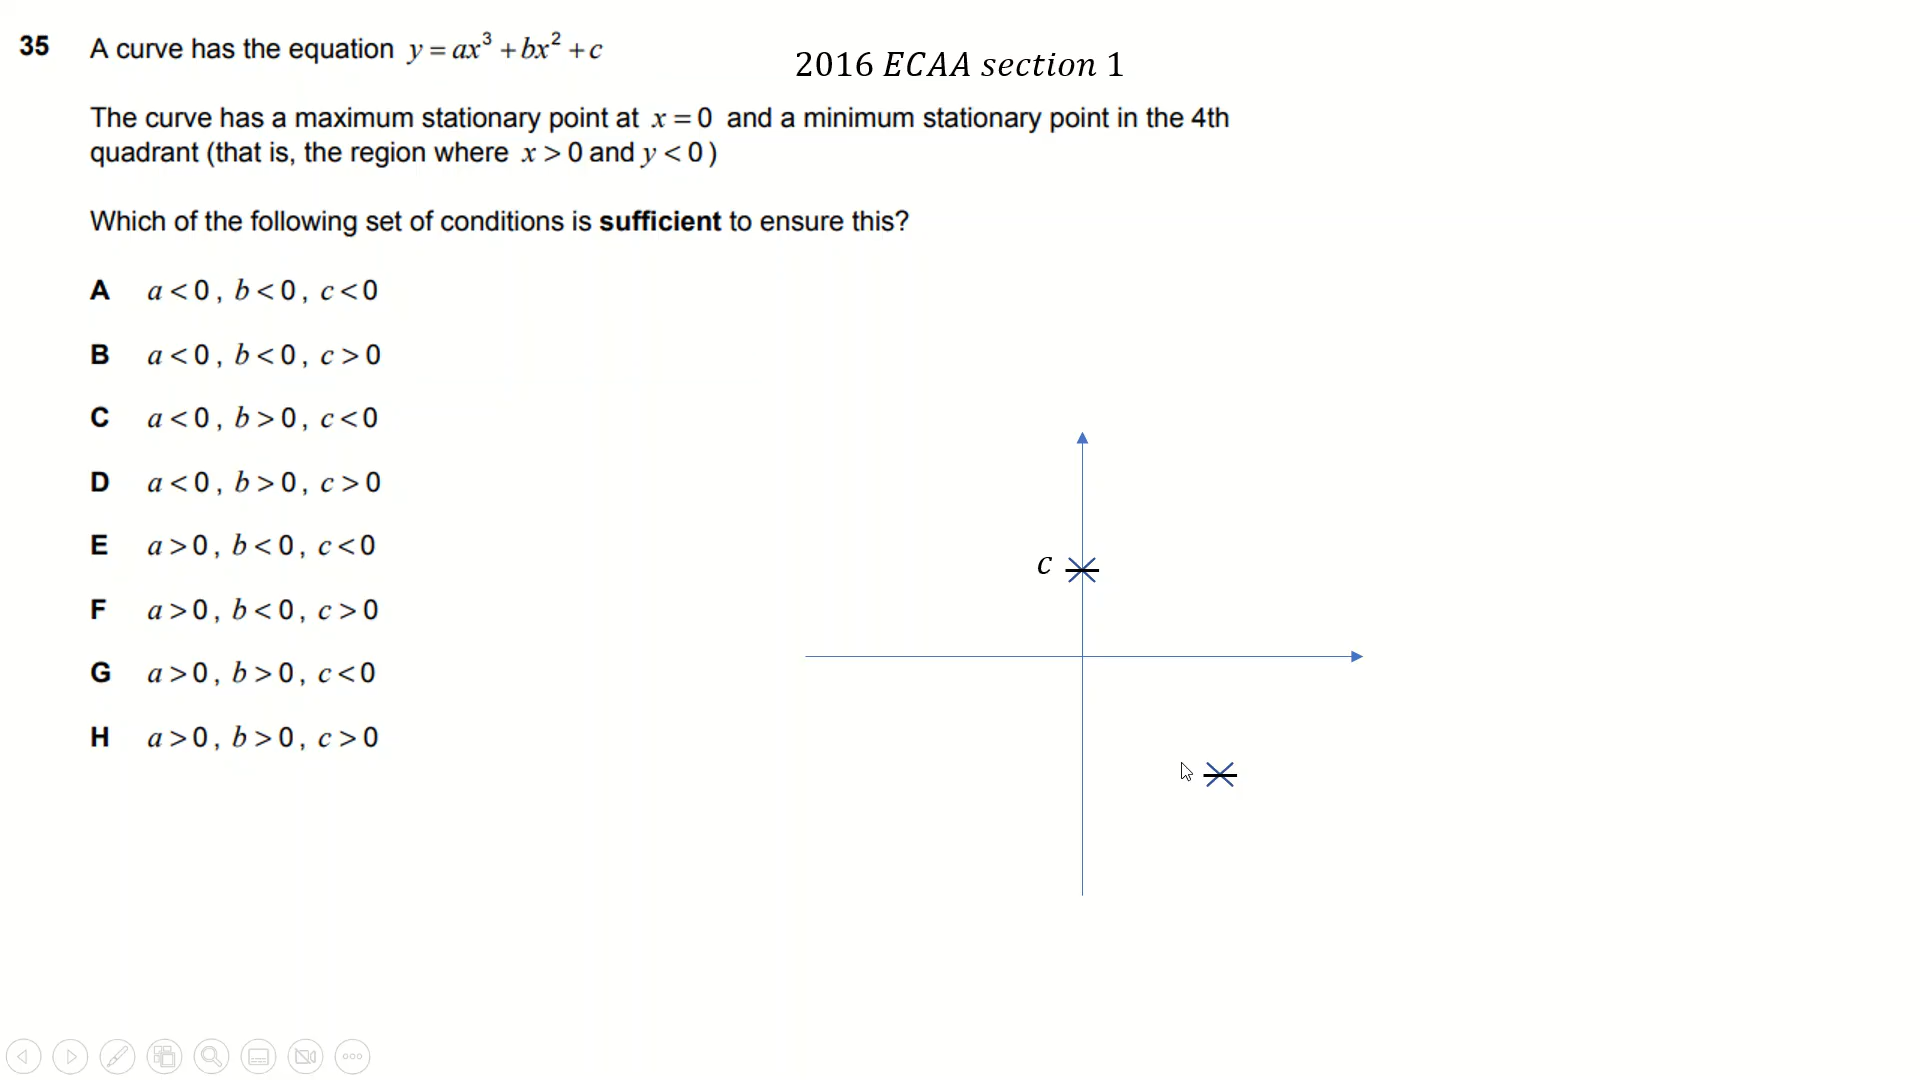 35 A curve has the equation y = ax³ + bx² + c
2016 ECAA section 1
The curve has a maximum stationary point at x = 0 and a minimum stationary point in the 4th
quadrant (that is, the region where x > 0 and y < 0)
Which of the following set of conditions is sufficient to ensure this?
A a < 0, b < 0, c < 0
B a < 0, b < 0, c > 0
C a < 0, b > 0, c < 0
D a < 0, b > 0, c > 0
E a > 0, b < 0, c < 0
F a > 0, b < 0, c > 0
G a > 0, b > 0, c < 0
H a > 0, b > 0, c > 0
c